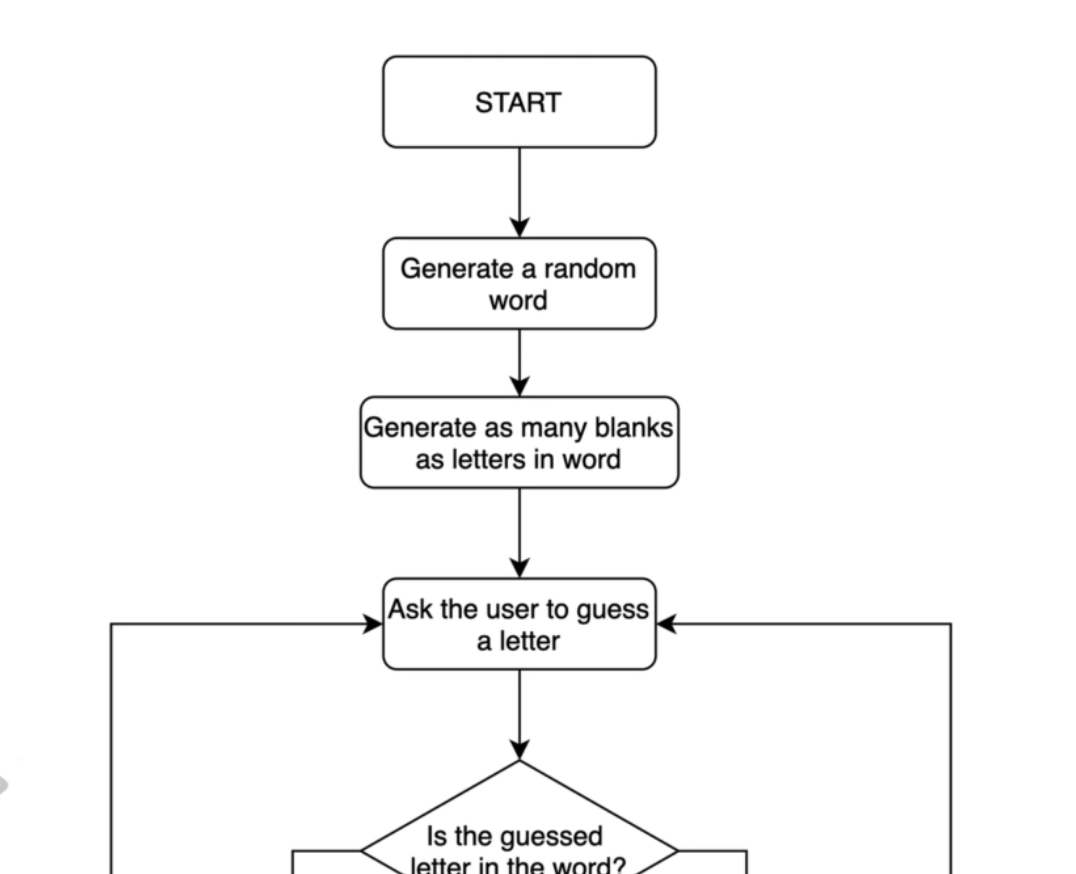 START
Generate a random
word
Generate as many blanks
as letters in word
Ask the user to guess
a letter
Is the guessed
letter in the word?